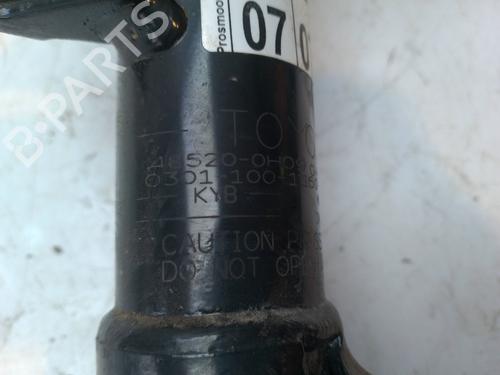 Prosmoo
07
TOYO
48520-0H0
0301-100-1
KYB
CAUTION
DO NOT OP
B-PARTS